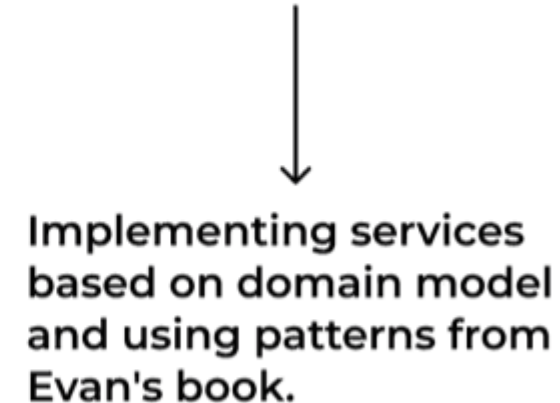 Implementing services
based on domain model
and using patterns from
Evan's book.